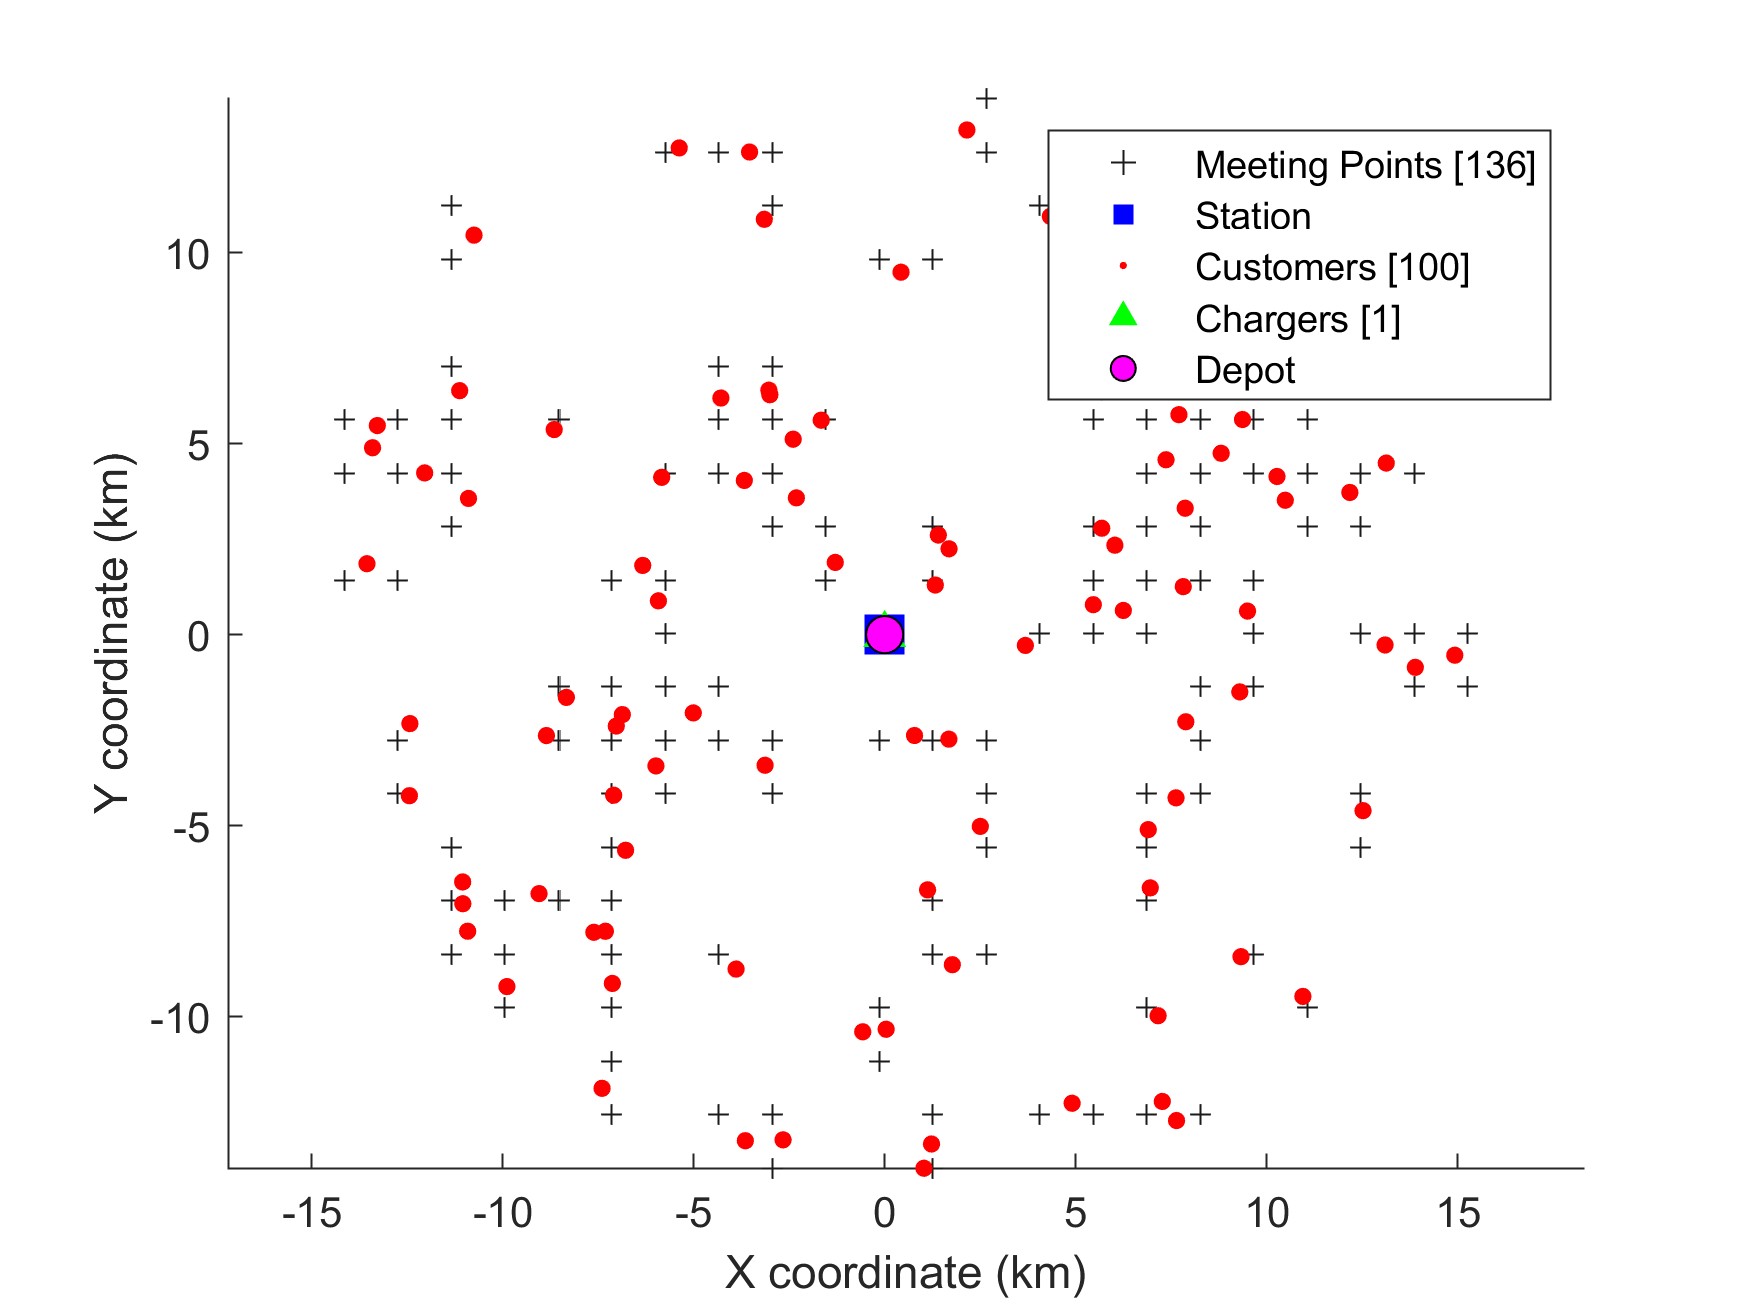 Meeting Points [136]
Station
Customers [100]
Chargers [1]
Depot
10
5
0
-5
-10
Y coordinate (km)
-15 -10 -5 0 5 10 15
X coordinate (km)